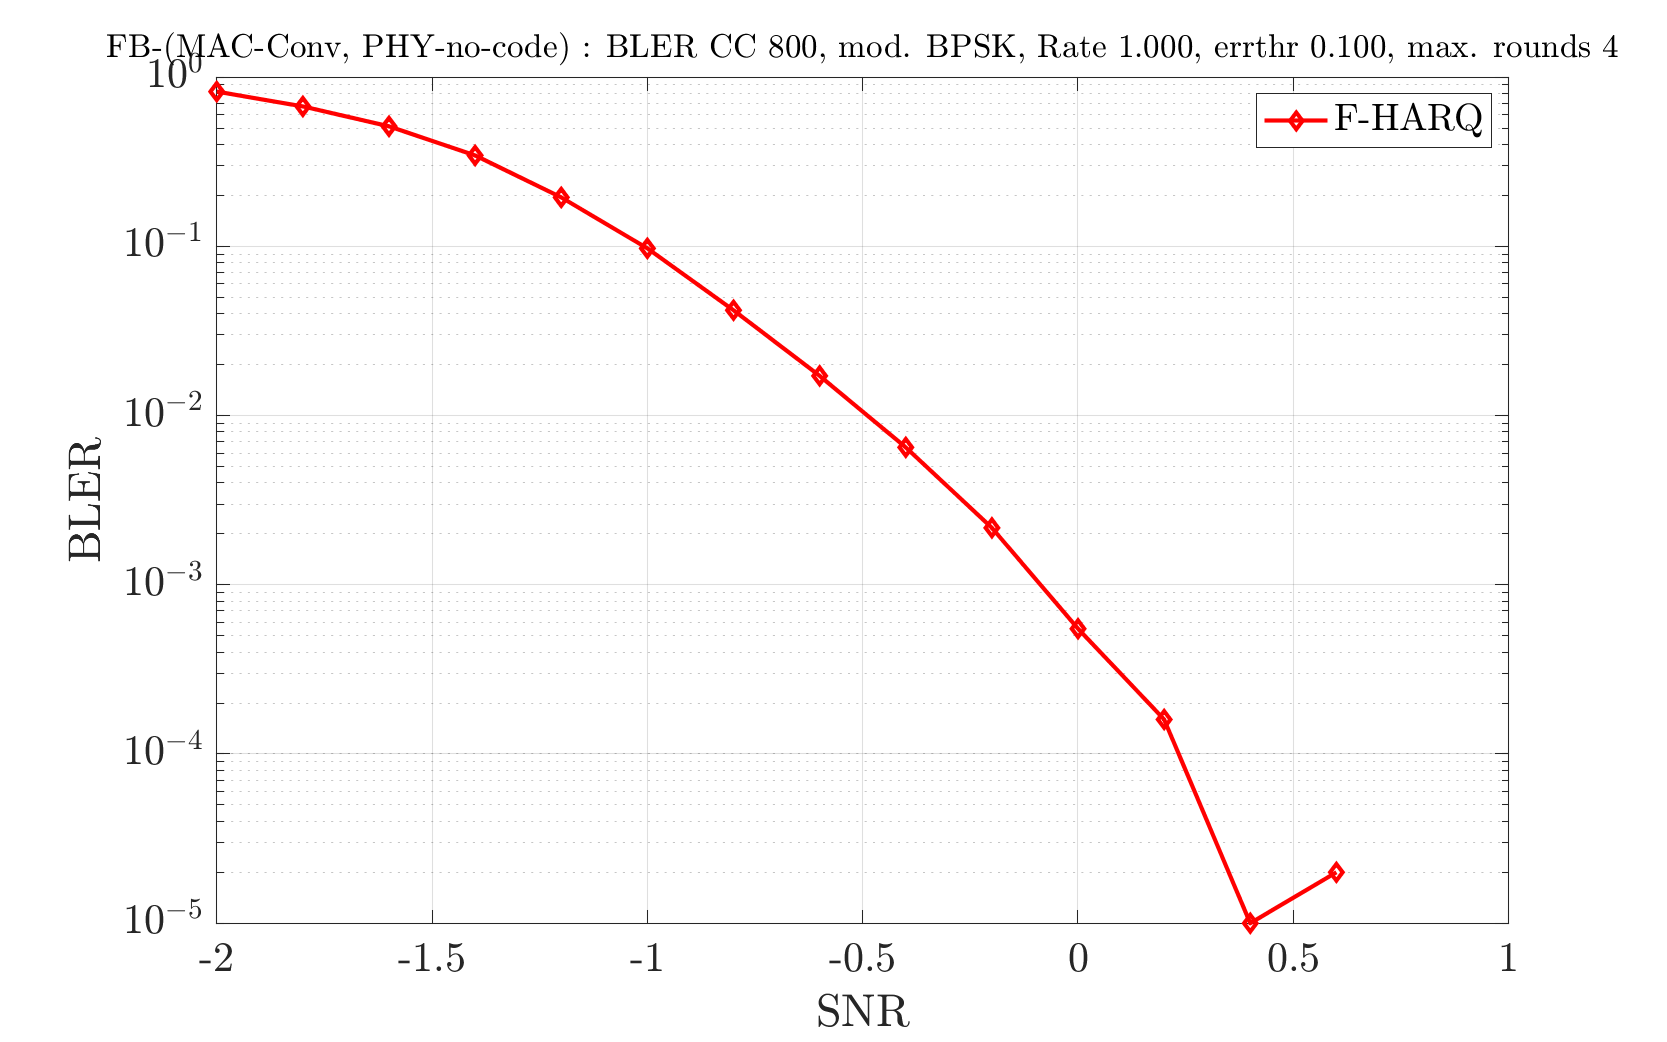 FB-(MAC-Conv, PHY-no-code) : BLER CC 800, mod. BPSK, Rate 1.000, errthr 0.100, max. rounds 4
10^0
F-HARQ
10^−1
10^−2
BLER
10^−3
10^−4
10^−5
-2 -1.5 -1 -0.5 0 0.5 1
SNR